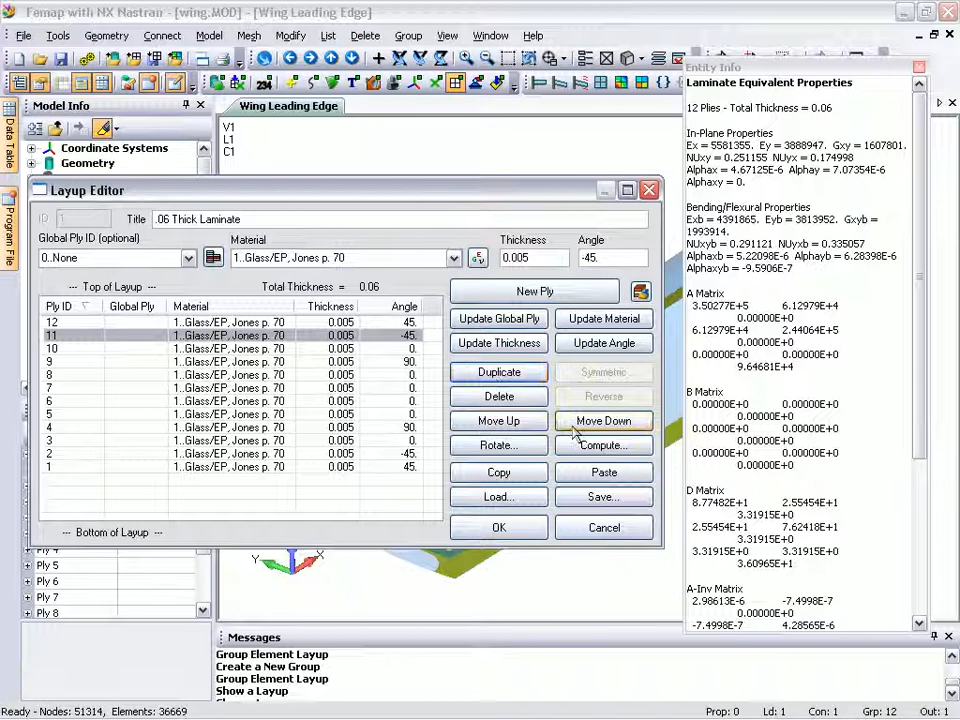 Femap with NX Nastran - [wing.MOD] - [Wing Leading Edge]
File Tools Geometry Connect Model Mesh Modify List Delete Group View Window Help
Model Info
Wing Leading Edge
Data Table
Program File
Coordinate Systems
Geometry
V1
L1
C1
Layup Editor
ID 1 Title .06 Thick Laminate
Global Ply ID (optional) Material Thickness Angle
0..None 1..Glass/EP, Jones p. 70 0.005 -45.
--- Top of Layup --- Total Thickness = 0.06
Ply ID Global Ply Material Thickness Angle
12 1..Glass/EP, Jones p. 70 0.005 45.
11 1..Glass/EP, Jones p. 70 0.005 -45.
10 1..Glass/EP, Jones p. 70 0.005 0.
9 1..Glass/EP, Jones p. 70 0.005 90.
8 1..Glass/EP, Jones p. 70 0.005 0.
7 1..Glass/EP, Jones p. 70 0.005 0.
6 1..Glass/EP, Jones p. 70 0.005 0.
5 1..Glass/EP, Jones p. 70 0.005 0.
4 1..Glass/EP, Jones p. 70 0.005 90.
3 1..Glass/EP, Jones p. 70 0.005 0.
2 1..Glass/EP, Jones p. 70 0.005 -45.
1 1..Glass/EP, Jones p. 70 0.005 45.
--- Bottom of Layup ---
New Ply
Update Global Ply Update Material
Update Thickness Update Angle
Duplicate Symmetric...
Delete Reverse
Move Up Move Down
Rotate... Compute...
Copy Paste
Load... Save...
OK Cancel
Ply 4
Ply 5
Ply 6
Ply 7
Ply 8
Y X
Entity Info
Laminate Equivalent Properties
12 Plies - Total Thickness = 0.06
In-Plane Properties
Ex = 5581355. Ey = 3888947. Gxy = 1607801.
NUxy = 0.251155 NUyx = 0.174998
Alphax = 4.67125E-6 Alphay = 7.07354E-6
Alphaxy = 0.
Bending/Flexural Properties
Exb = 4391865. Eyb = 3813952. Gxyb =
1993914.
NUxyb = 0.291121 NUyxb = 0.335057
Alphaxb = 5.22098E-6 Alphayb = 6.28398E-6
Alphaxyb = -9.5906E-7
A Matrix
3.50277E+5 6.12979E+4
0.00000E+0
6.12979E+4 2.44064E+5
0.00000E+0
0.00000E+0 0.00000E+0
9.64681E+4
B Matrix
0.00000E+0 0.00000E+0
0.00000E+0
0.00000E+0 0.00000E+0
0.00000E+0
0.00000E+0 0.00000E+0
0.00000E+0
D Matrix
8.77482E+1 2.55454E+1
3.31915E+0
2.55454E+1 7.62418E+1
3.31915E+0
3.31915E+0 3.31915E+0
3.60965E+1
A-Inv Matrix
2.98613E-6 -7.4998E-7
0.00000E+0
-7.4998E-7 4.28565E-6
Messages
Group Element Layup
Create a New Group
Group Element Layup
Show a Layup
Ready - Nodes: 51314, Elements: 36669 Prop: 0 Ld: 1 Con: 1 Grp: 12 Out: 1